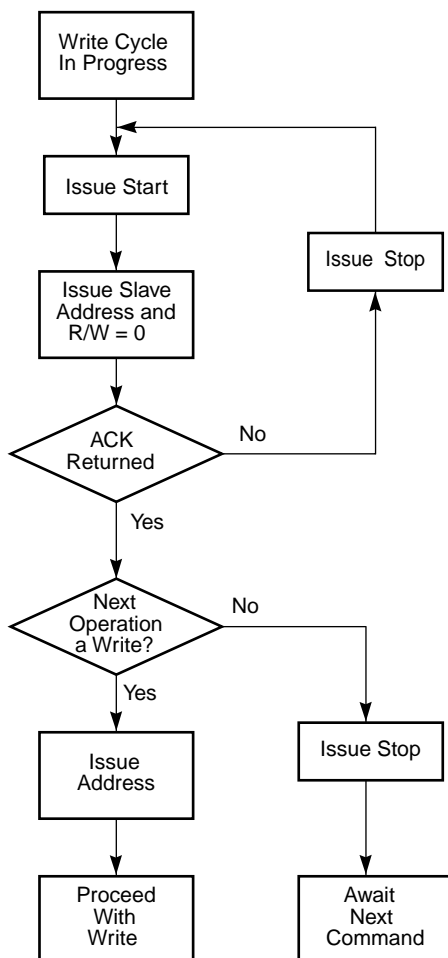 Write Cycle
In Progress
Issue Start
Issue Stop
Issue Slave
Address and
R/W = 0
ACK
Returned
No
Yes
Next
Operation
a Write?
No
Yes
Issue
Address
Issue Stop
Proceed
With
Write
Await
Next
Command